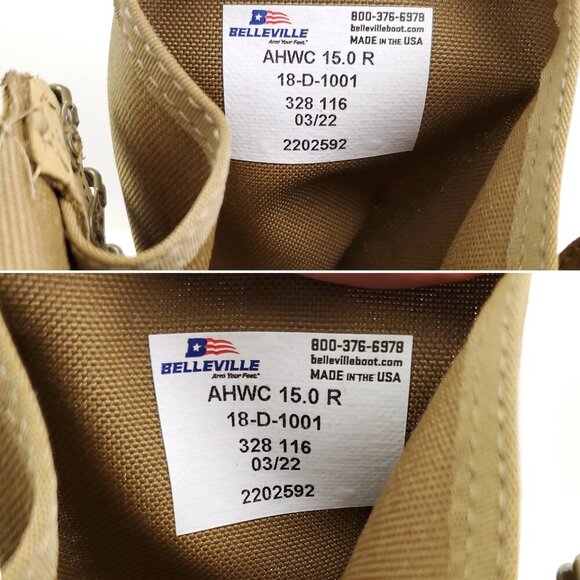 BELLEVILLE
Arm Your Feet.®
800-376-6978
bellevilleboot.com
MADE IN THE USA
AHWC 15.0 R
18-D-1001
328 116
03/22
2202592
BELLEVILLE
Arm Your Feet.®
800-376-6978
bellevilleboot.com
MADE IN THE USA
AHWC 15.0 R
18-D-1001
328 116
03/22
2202592